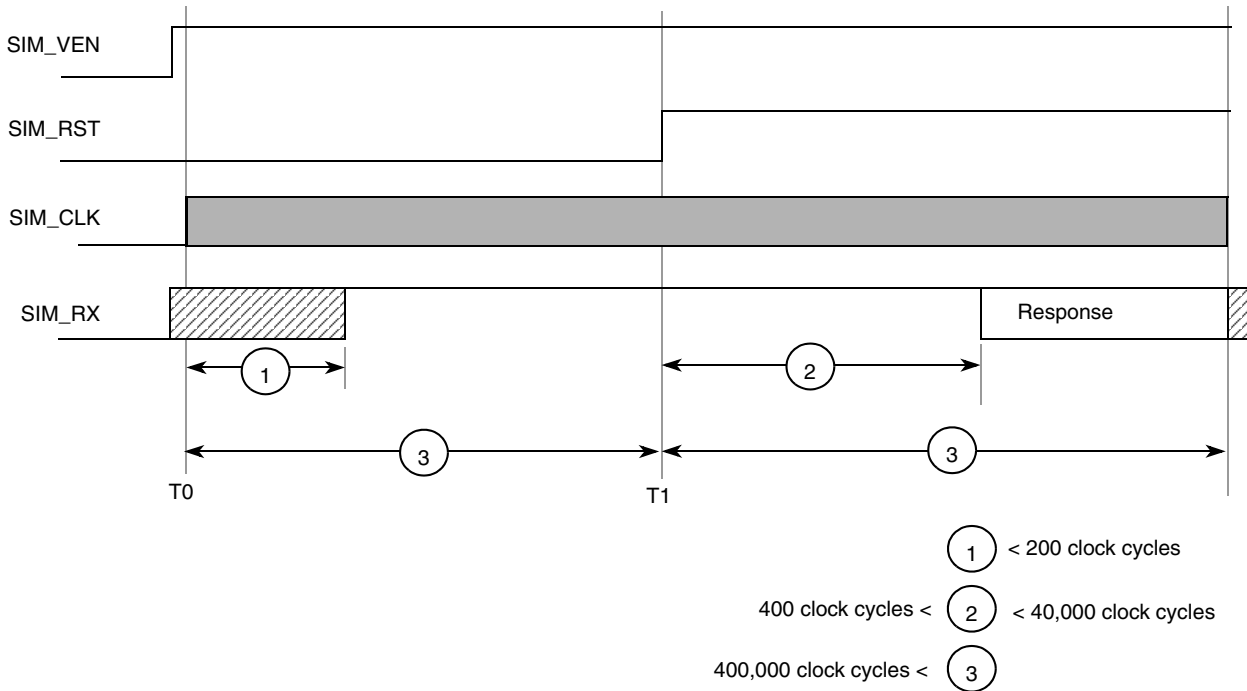 SIM_VEN
SIM_RST
SIM_CLK
SIM_RX
Response
1
2
3
3
T0
T1
1 < 200 clock cycles
400 clock cycles < 2 < 40,000 clock cycles
400,000 clock cycles < 3